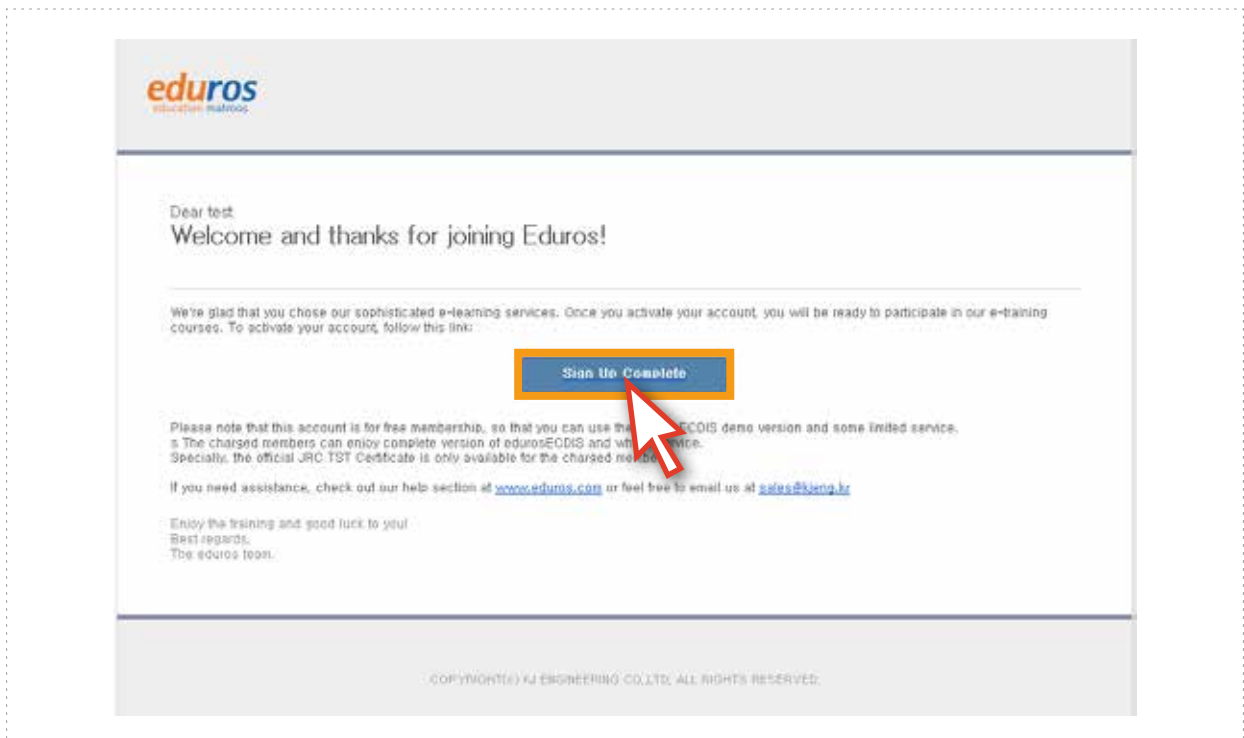 eduros
education matroos
Dear test
Welcome and thanks for joining Eduros!
We're glad that you chose our sophisticated e-learning services. Once you activate your account, you will be ready to participate in our e-training
courses. To activate your account, follow this link:
Sign Up Complete
Please note that this account is for free membership, so that you can use the ECDIS demo version and some limited service.
s The charged members can enjoy complete version of edurosECDIS and
Specially, the official JRC TST Certificate is only available for the charged
If you need assistance, check out our help section at www.eduros.com or feel free to email us at sales@kjeng.kr
Enjoy the training and good luck to you!
Best regards,
The eduros team.
COPYRIGHT(c) KJ ENGINEERING CO.,LTD, ALL RIGHTS RESERVED.